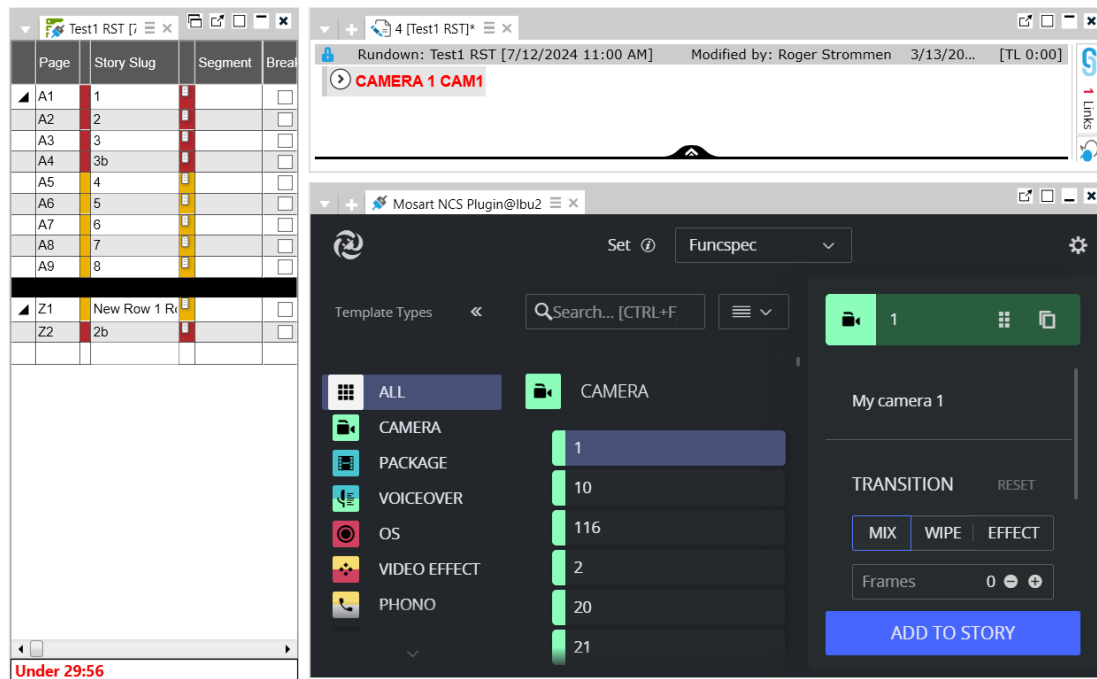 Test1 RST [7
Page Story Slug Segment Break
A1 1
A2 2
A3 3
A4 3b
A5 4
A6 5
A7 6
A8 7
A9 8
Z1 New Row 1 R
Z2 2b
Under 29:56
4 [Test1 RST]*
Rundown: Test1 RST [7/12/2024 11:00 AM] Modified by: Roger Strommen 3/13/20... [TL 0:00]
CAMERA 1 CAM1
1 Links
Mosart NCS Plugin@Ibu2
Set Funcspec
Template Types
Search... [CTRL+F
ALL
CAMERA
PACKAGE
VOICEOVER
OS
VIDEO EFFECT
PHONO
CAMERA
1
10
116
2
20
21
1
My camera 1
TRANSITION RESET
MIX WIPE EFFECT
Frames 0
ADD TO STORY